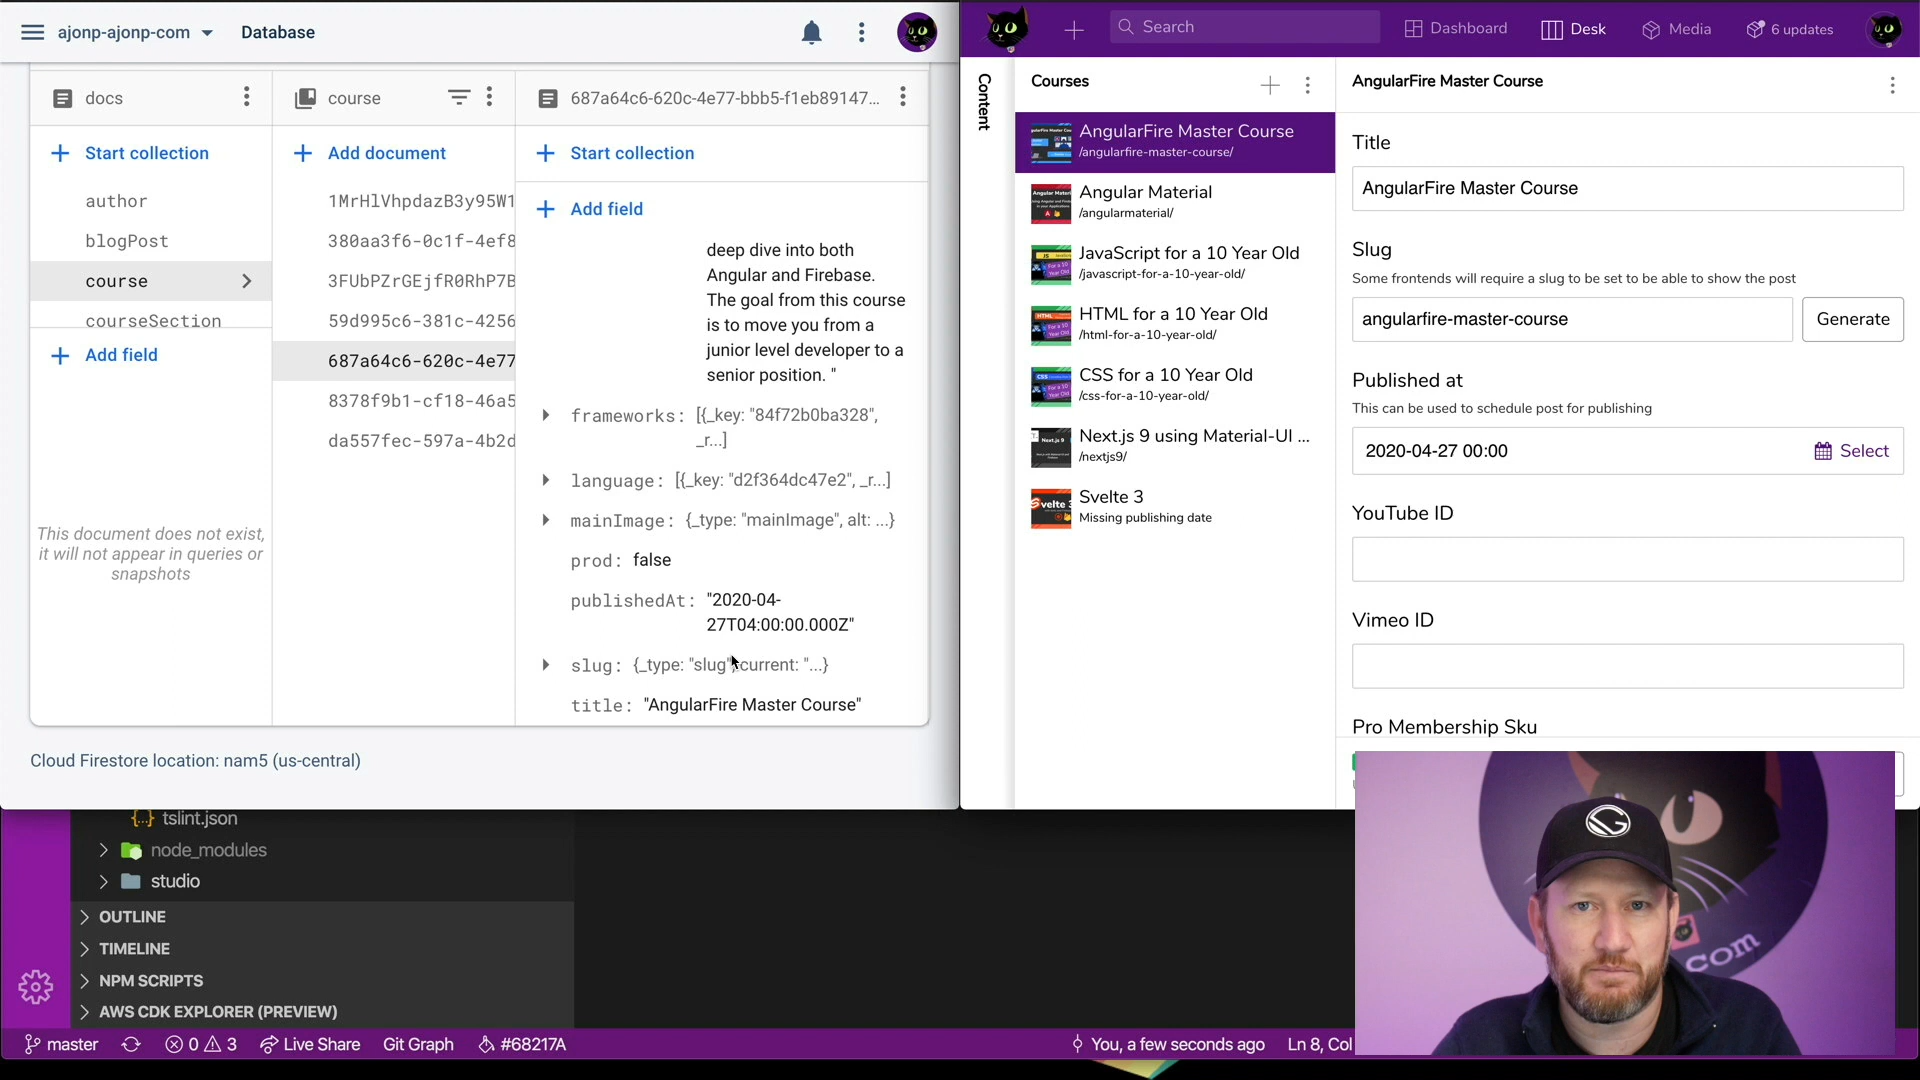 ajonp-ajonp-com
Database
docs
Start collection
author
blogPost
course
courseSection
Add field
This document does not exist,
it will not appear in queries or
snapshots
course
Add document
1MrHlVhpdazB3y95W1
380aa3f6-0c1f-4ef8
3FUbPZrGEjfR0RhP7B
59d995c6-381c-4256
687a64c6-620c-4e77
8378f9b1-cf18-46a5
da557fec-597a-4b2d
687a64c6-620c-4e77-bbb5-f1eb89147...
Start collection
Add field
deep dive into both
Angular and Firebase.
The goal from this course
is to move you from a
junior level developer to a
senior position. "
frameworks: [{_key: "84f72b0ba328",
_r...]
language: [{_key: "d2f364dc47e2", _r...]
mainImage: {_type: "mainImage", alt: ...}
prod: false
publishedAt: "2020-04-
27T04:00:00.000Z"
slug: {_type: "slug", current: "...}
title: "AngularFire Master Course"
Cloud Firestore location: nam5 (us-central)
Search
Dashboard
Desk
Media
6 updates
Content
Courses
AngularFire Master Course
/angularfire-master-course/
Angular Material
/angularmaterial/
JavaScript for a 10 Year Old
/javascript-for-a-10-year-old/
HTML for a 10 Year Old
/html-for-a-10-year-old/
CSS for a 10 Year Old
/css-for-a-10-year-old/
Next.js 9 using Material-UI ...
/nextjs9/
Svelte 3
Missing publishing date
AngularFire Master Course
Title
AngularFire Master Course
Slug
Some frontends will require a slug to be set to be able to show the post
angularfire-master-course
Generate
Published at
This can be used to schedule post for publishing
2020-04-27 00:00
Select
YouTube ID
Vimeo ID
Pro Membership Sku
{..} tslint.json
node_modules
studio
OUTLINE
TIMELINE
NPM SCRIPTS
AWS CDK EXPLORER (PREVIEW)
master
0
3
Live Share
Git Graph
#68217A
You, a few seconds ago
Ln 8, Col
com